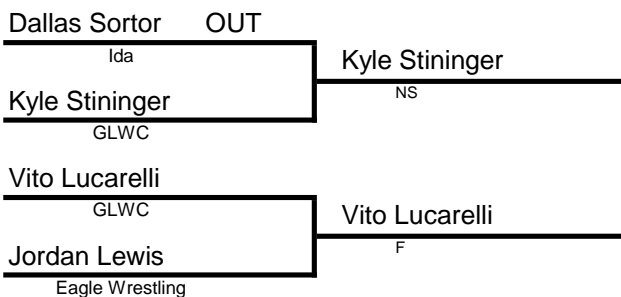 Dallas Sortor OUT
Ida
Kyle Stininger
NS
Kyle Stininger
GLWC
Vito Lucarelli
GLWC
Vito Lucarelli
F
Jordan Lewis
Eagle Wrestling